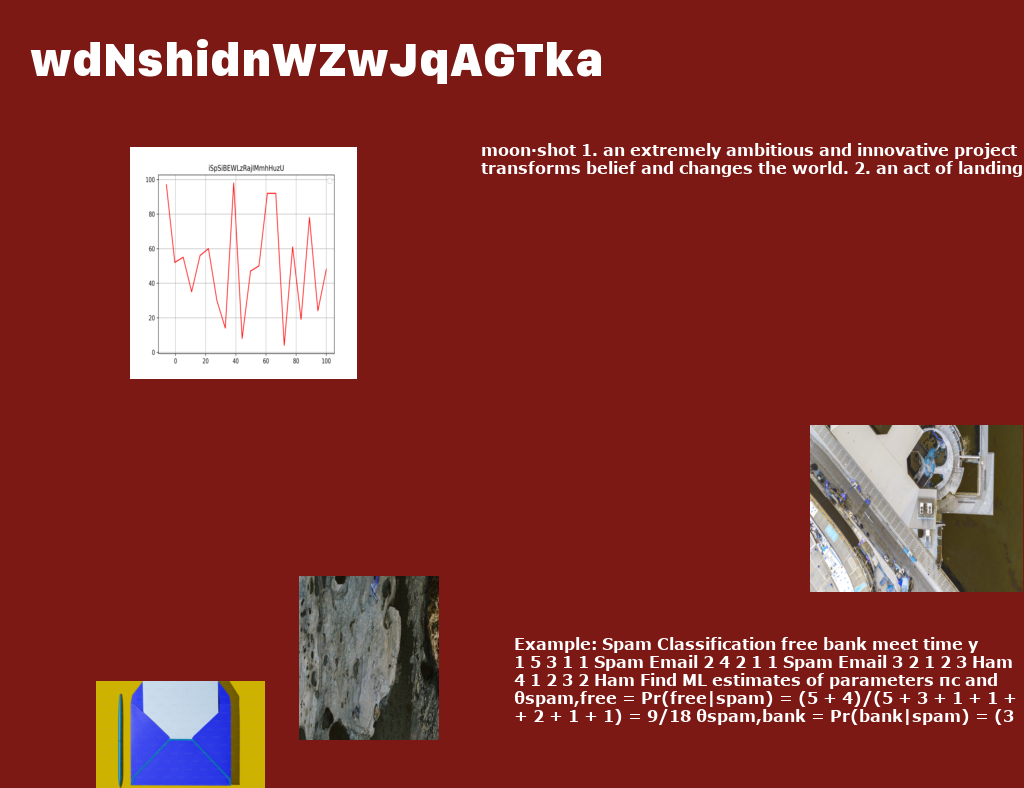 wdNshidnWZwJqAGTka
iSpSiBEWLzRajlMmhHuzU
100
80
60
40
20
0
0 20 40 60 80 100
moon·shot 1. an extremely ambitious and innovative project
transforms belief and changes the world. 2. an act of landing
Example: Spam Classification free bank meet time y
1 5 3 1 1 Spam Email 2 4 2 1 1 Spam Email 3 2 1 2 3 Ham
4 1 2 3 2 Ham Find ML estimates of parameters πc and
θspam,free = Pr(free|spam) = (5 + 4)/(5 + 3 + 1 + 1 +
+ 2 + 1 + 1) = 9/18 θspam,bank = Pr(bank|spam) = (3